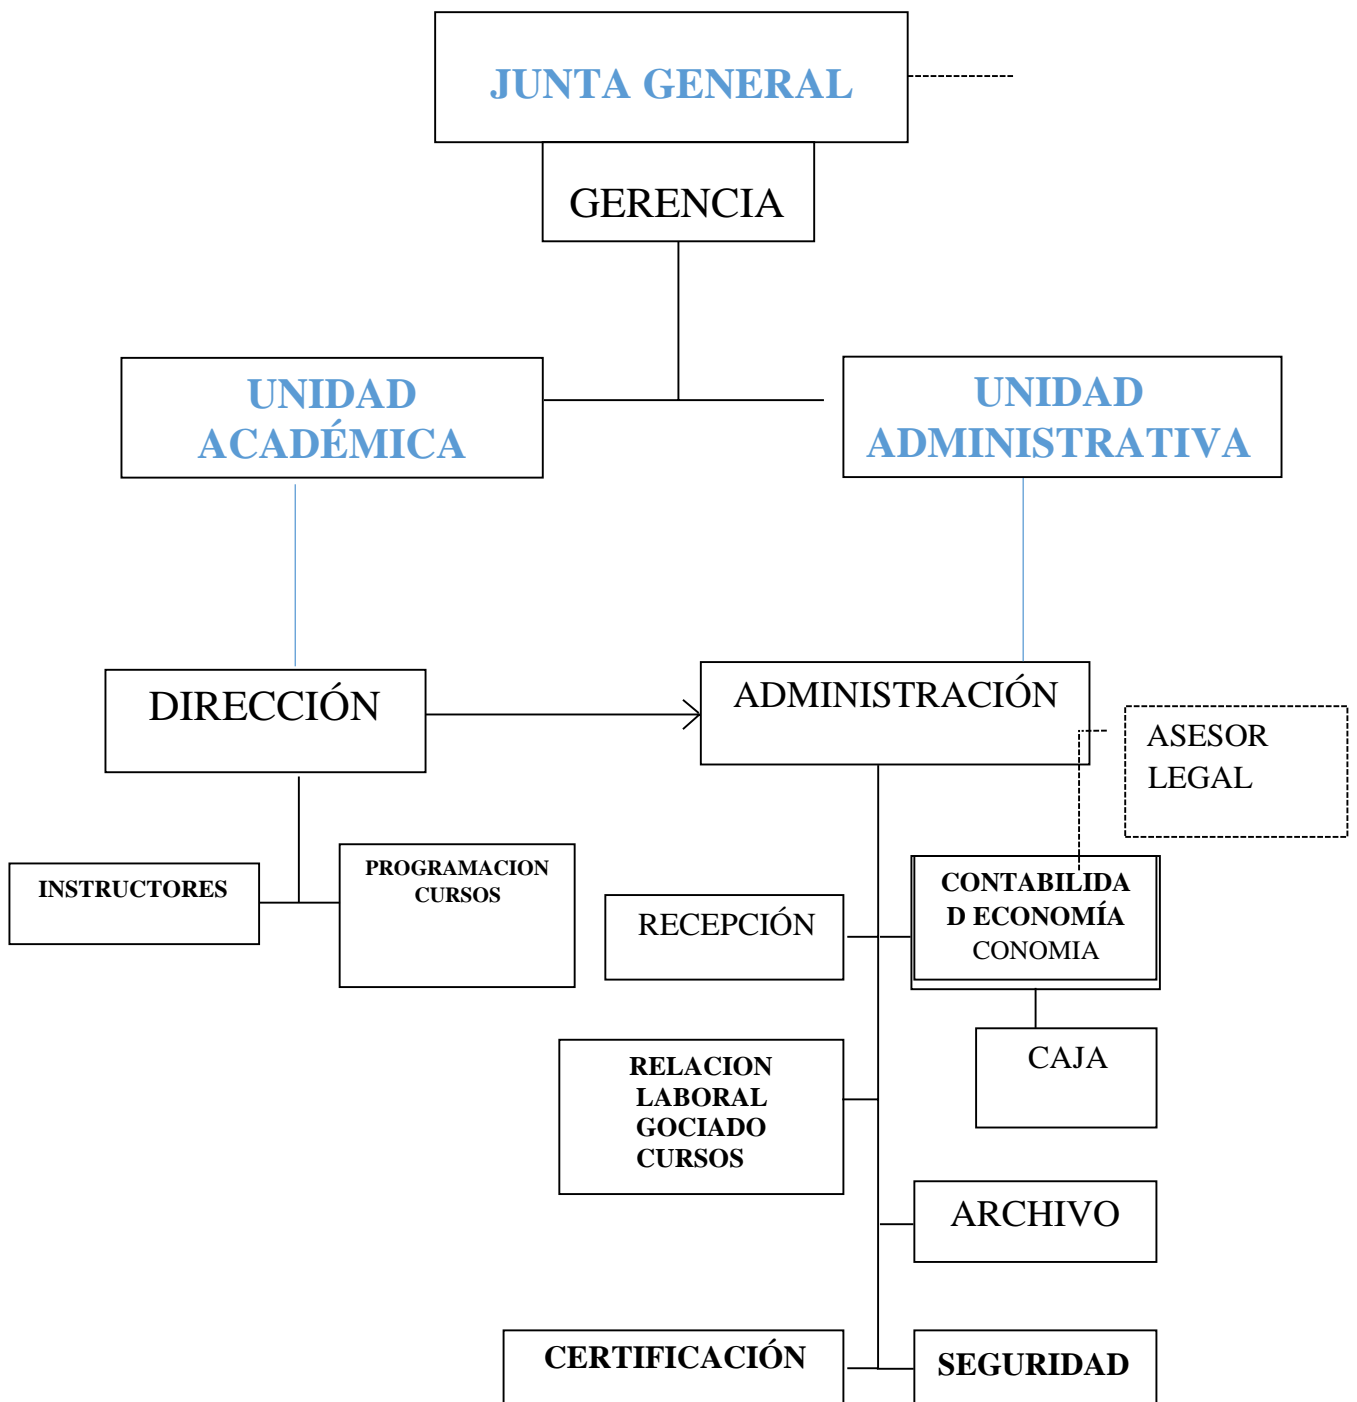 JUNTA GENERAL
GERENCIA
UNIDAD
ACADÉMICA
UNIDAD
ADMINISTRATIVA
DIRECCIÓN
ADMINISTRACIÓN
ASESOR
LEGAL
INSTRUCTORES
PROGRAMACION
CURSOS
RECEPCIÓN
CONTABILIDA
D ECONOMÍA
CONOMIA
CAJA
RELACION
LABORAL
GOCIADO
CURSOS
ARCHIVO
CERTIFICACIÓN
SEGURIDAD